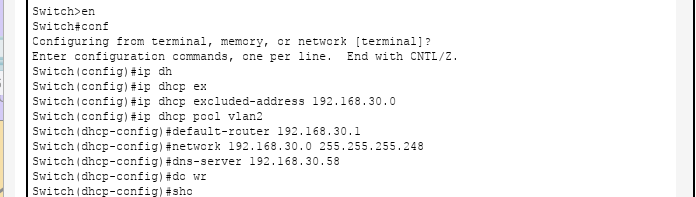 Switch>en
Switch#conf
Configuring from terminal, memory, or network [terminal]?
Enter configuration commands, one per line.  End with CNTL/Z.
Switch(config)#ip dh
Switch(config)#ip dhcp ex
Switch(config)#ip dhcp excluded-address 192.168.30.0
Switch(config)#ip dhcp pool vlan2
Switch(dhcp-config)#default-router 192.168.30.1
Switch(dhcp-config)#network 192.168.30.0 255.255.255.248
Switch(dhcp-config)#dns-server 192.168.30.58
Switch(dhcp-config)#do wr
Switch(dhcp-config)#sho